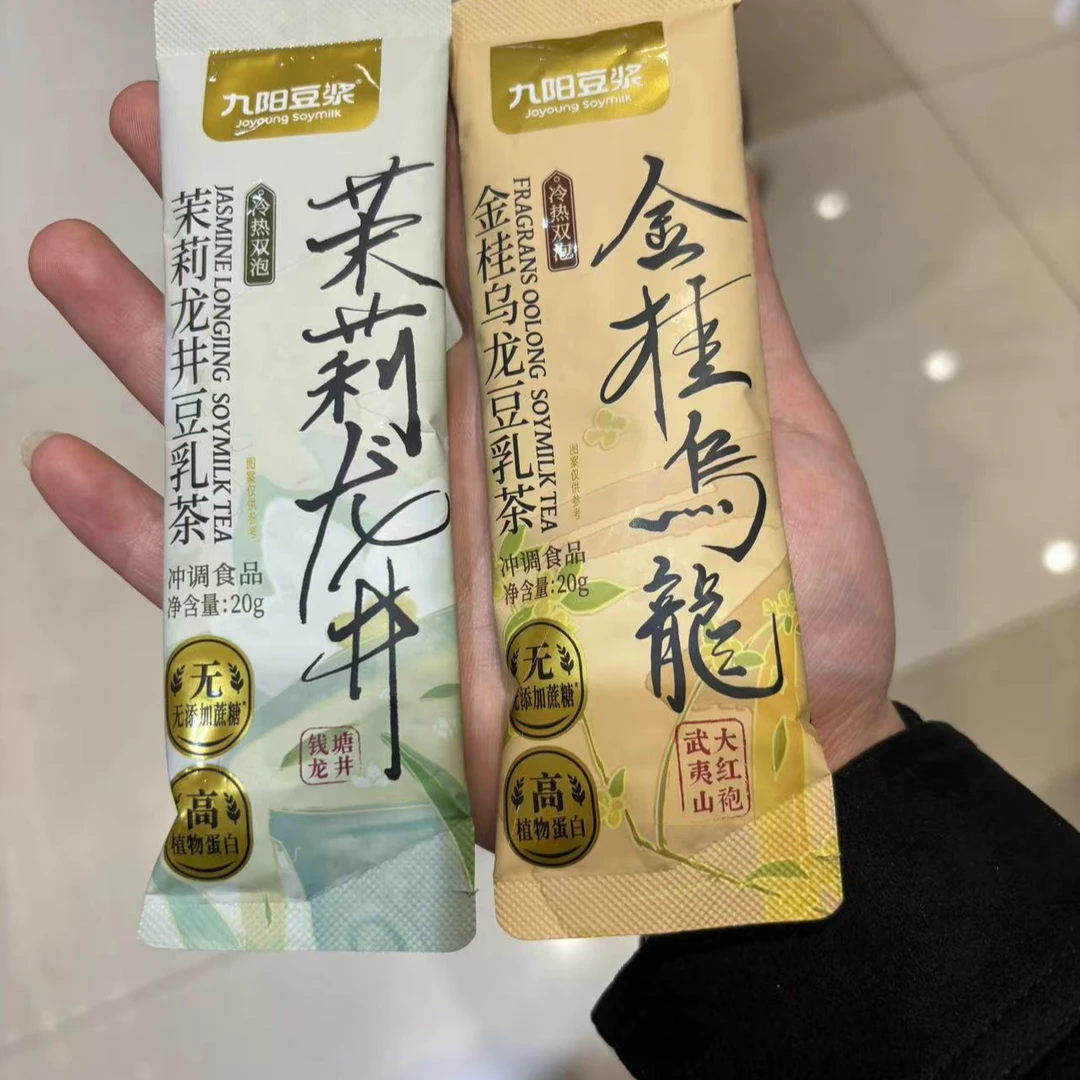 九阳豆浆®
Joyoung Soymilk
茉莉龙井
冷热双泡
JASMINE LONGJING SOYMILK TEA
茉莉龙井豆乳茶
图案仅供参考
冲调食品
净含量:20g
无
无添加蔗糖*
高
植物蛋白
钱塘
龙井
九阳豆浆®
Joyoung Soymilk
金桂乌龍
冷热双泡
FRAGRANS OOLONG SOYMILK TEA
金桂乌龙豆乳茶
图案仅供参考
冲调食品
净含量:20g
无
无添加蔗糖*
高
植物蛋白
大红袍
武夷山